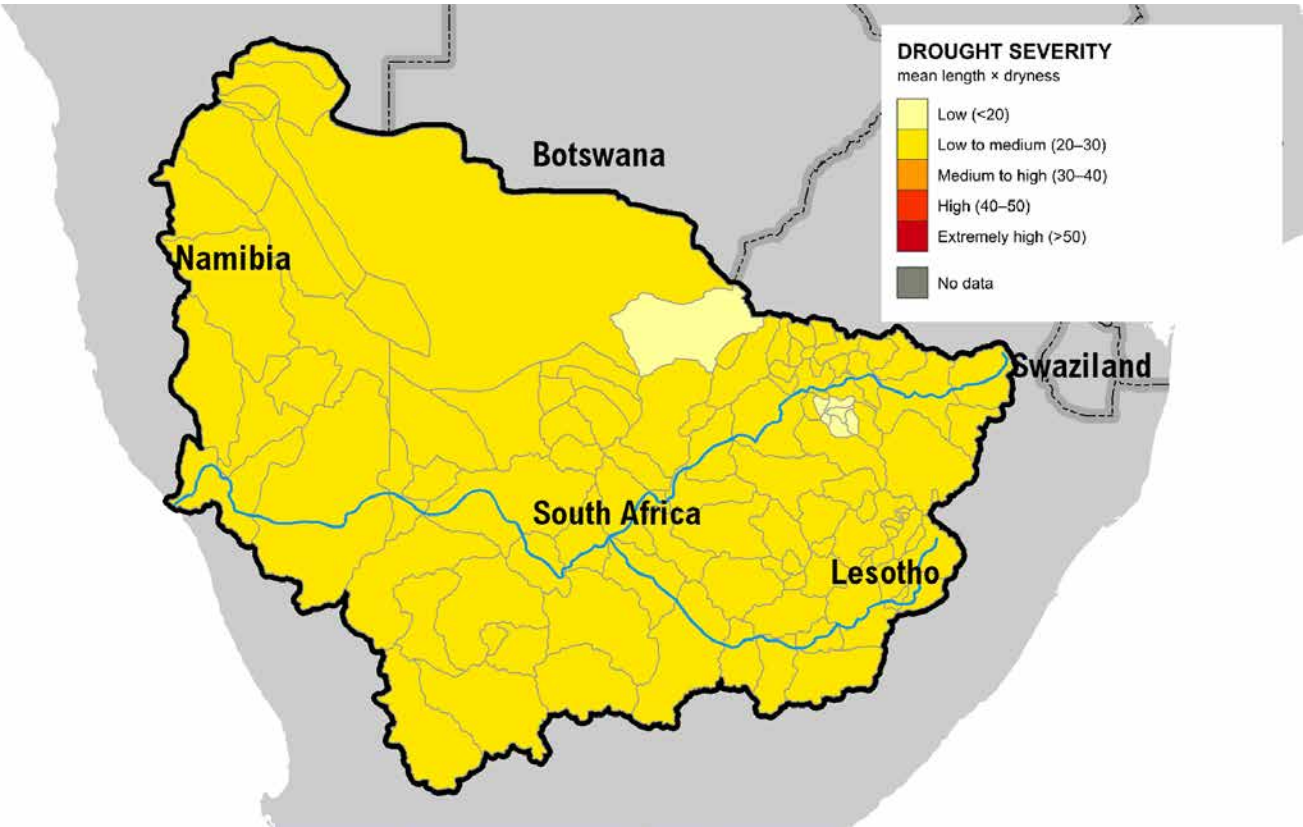 DROUGHT SEVERITY
mean length × dryness
Low (<20)
Low to medium (20–30)
Medium to high (30–40)
High (40–50)
Extremely high (>50)
No data
Botswana
Namibia
Swaziland
South Africa
Lesotho